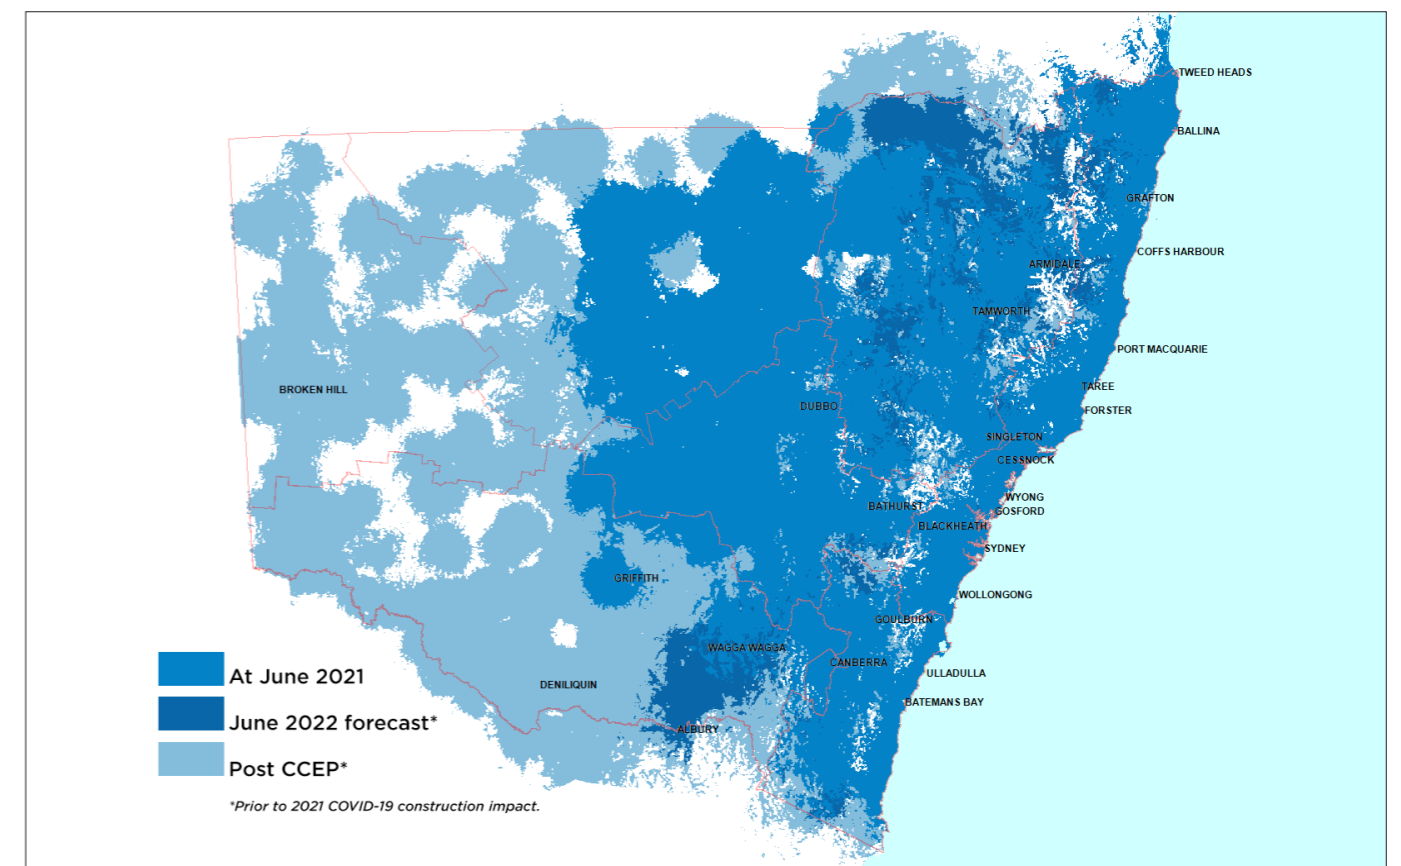 TWEED HEADS
BALLINA
GRAFTON
COFFS HARBOUR
ARMIDALE
TAMWORTH
PORT MACQUARIE
TAREE
BROKEN HILL
DUBBO
FORSTER
SINGLETON
CESSNOCK
WYONG
BATHURST
GOSFORD
BLACKHEATH
SYDNEY
GRIFFITH
WOLLONGONG
GOULBURN
WAGGA WAGGA
CANBERRA
ULLADULLA
DENILIQUIN
BATEMANS BAY
ALBURY
At June 2021
June 2022 forecast*
Post CCEP*
*Prior to 2021 COVID-19 construction impact.